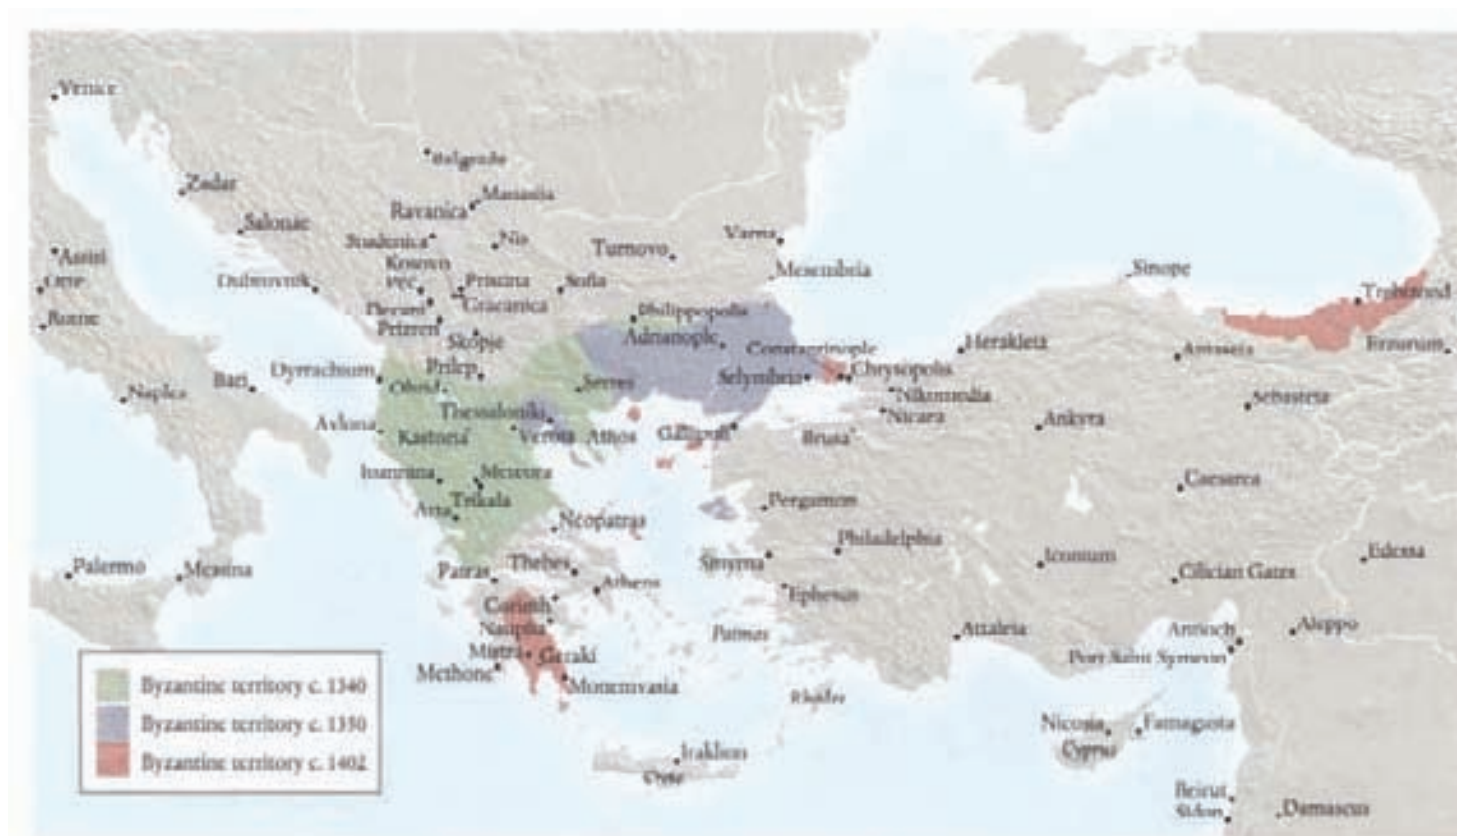 Venice
Belgrade
Zadar
Manasija
Ravanica
Salonae
Studenica
Nis
Turnovo
Varna
Assisi
Kosovo
Sinope
Mesembria
Dubrovnik
Peć
Pristina
Sofia
Trebizond
Gracanica
Rome
Prizren
Philippopolis
Skopje
Adrianople
Constantinople
Herakleia
Amaseia
Erzurum
Dyrrachium
Ohrid
Prilep
Bari
Serres
Selymbria
Chrysopolis
Naples
Nikomedia
Sebasteia
Thessaloniki
Nicaea
Avlona
Kastoria
Veroia
Athos
Gallipoli
Brusa
Ankyra
Ioannina
Meteora
Caesarea
Trikala
Arta
Pergamon
Neopatras
Philadelphia
Palermo
Messina
Patras
Thebes
Smyrna
Iconium
Edessa
Athens
Cilician Gates
Corinth
Ephesus
Nauplia
Patmos
Attaleia
Antioch
Aleppo
Mistra
Geraki
Port Saint Symeon
Methone
Monemvasia
Rhodes
Nicosia
Famagusta
Cyprus
Iraklion
Crete
Beirut
Sidon
Damascus
Byzantine territory c. 1340
Byzantine territory c. 1350
Byzantine territory c. 1402